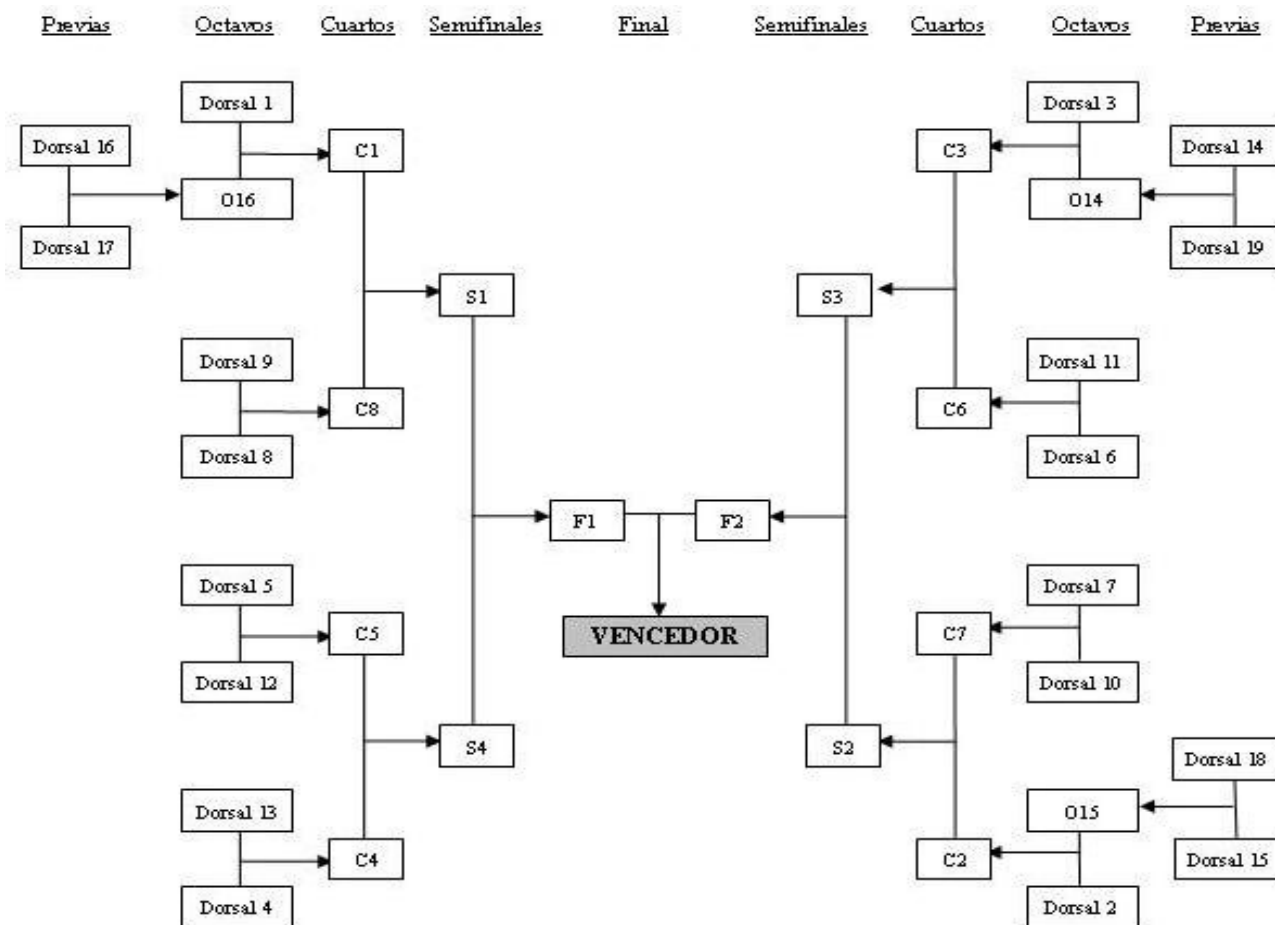 Previas Octavos Cuartos Semifinales Final Semifinales Cuartos Octavos Previas
Dorsal 1 Dorsal 3
Dorsal 16 C1 C3 Dorsal 14
O16 O14
Dorsal 17 Dorsal 19
S1 S3
Dorsal 9 Dorsal 11
C8 C6
Dorsal 8 Dorsal 6
F1 F2
Dorsal 5 Dorsal 7
C5 VENCEDOR C7
Dorsal 12 Dorsal 10
S4 S2
Dorsal 18
Dorsal 13 O15
C4 C2 Dorsal 15
Dorsal 4 Dorsal 2